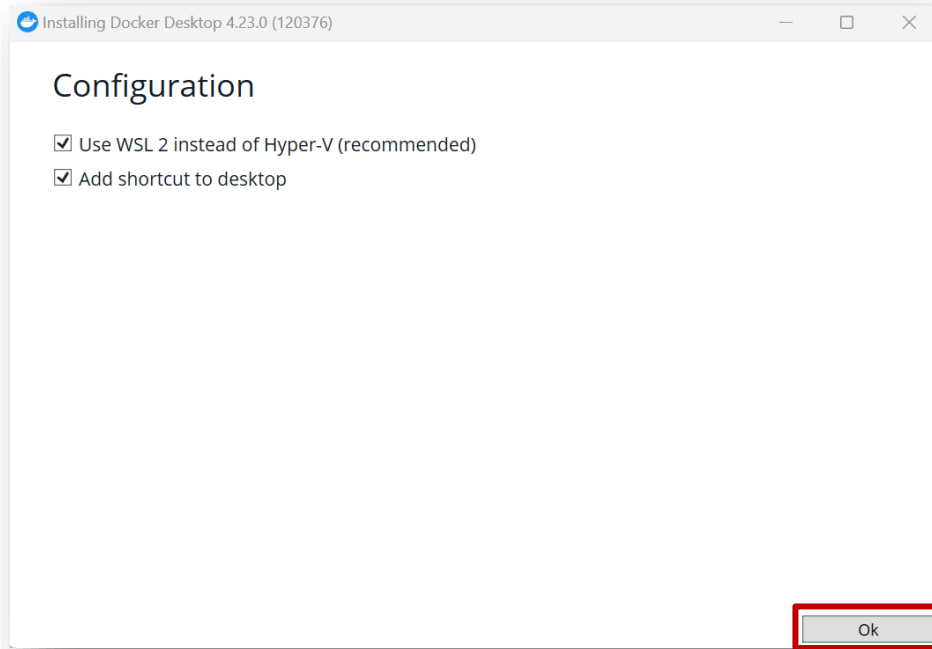 Installing Docker Desktop 4.23.0 (120376)
Configuration
Use WSL 2 instead of Hyper-V (recommended)
Add shortcut to desktop
Ok